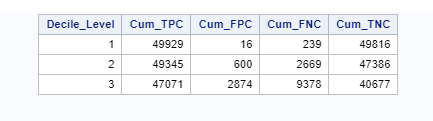 Decile_Level Cum_TPC Cum_FPC Cum_FNC Cum_TNC
1 49929 16 239 49816
2 49345 600 2669 47386
3 47071 2874 9378 40677